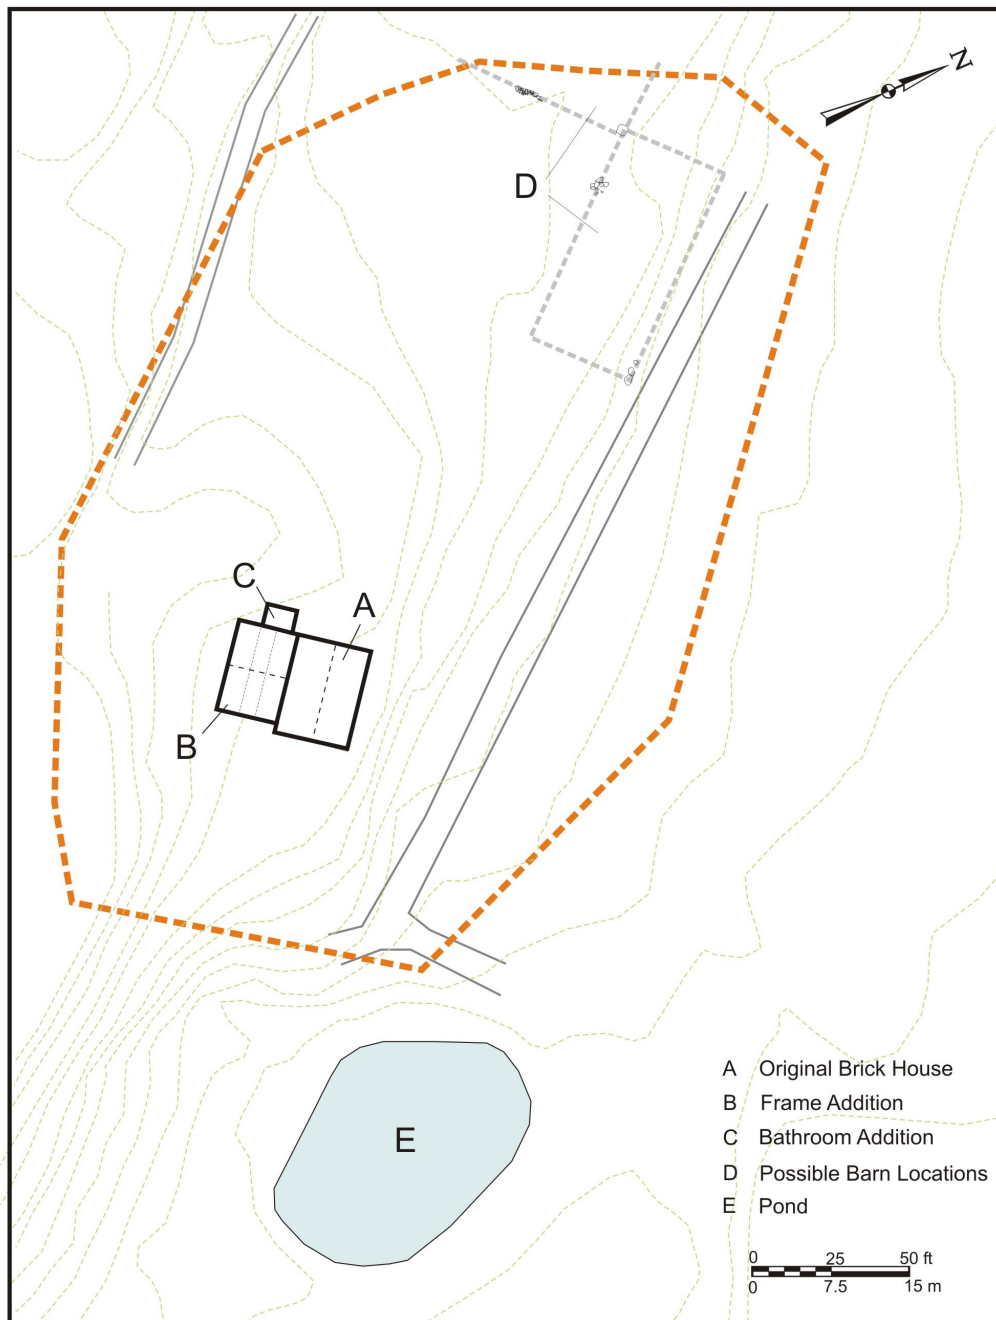 N
D
C
A
B
E
A Original Brick House
B Frame Addition
C Bathroom Addition
D Possible Barn Locations
E Pond
0 25 50 ft
0 7.5 15 m